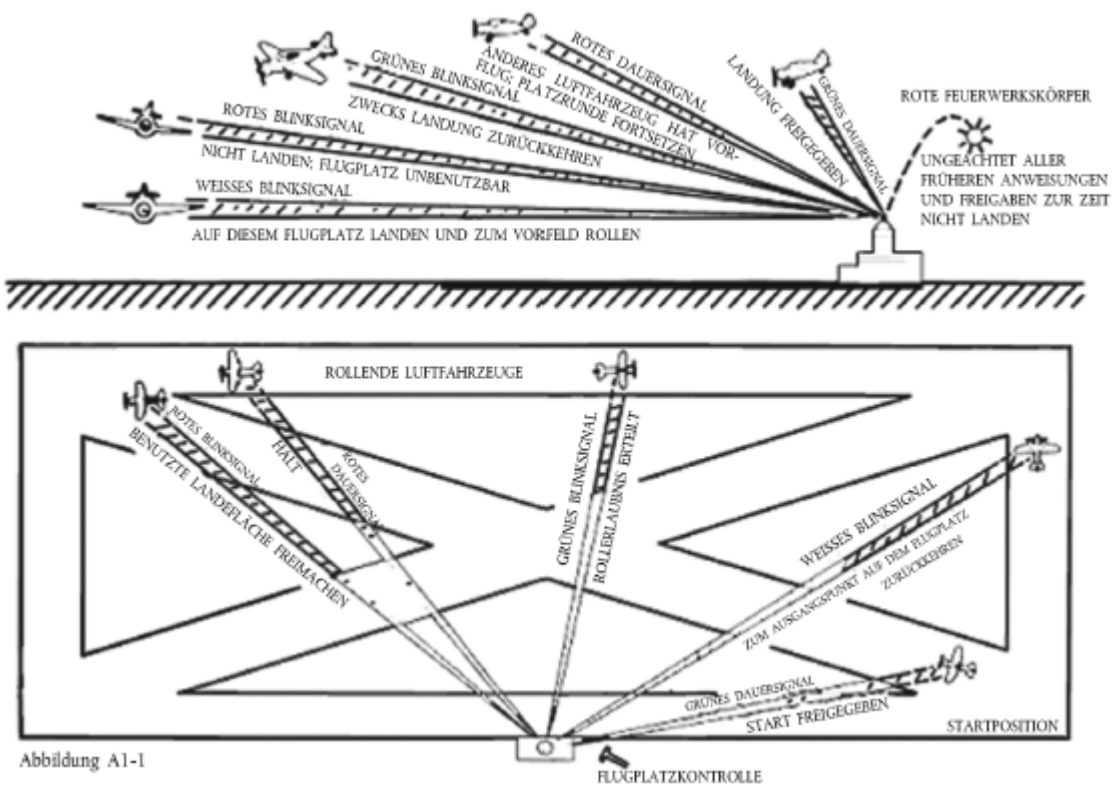 ROTES DAUERSIGNAL
ANDERES LUFTFAHRZEUG HAT VOR-
FLUG; PLATZRUNDE FORTSETZEN
GRÜNES BLINKSIGNAL
ZWECKS LANDUNG ZURÜCKKEHREN
ROTES BLINKSIGNAL
NICHT LANDEN; FLUGPLATZ UNBENUTZBAR
WEISSES BLINKSIGNAL
AUF DIESEM FLUGPLATZ LANDEN UND ZUM VORFELD ROLLEN
GRÜNES DAUERSIGNAL
LANDUNG FREIGEGEBEN
ROTE FEUERWERKSKÖRPER
UNGEACHTET ALLER
FRÜHEREN ANWEISUNGEN
UND FREIGABEN ZUR ZEIT
NICHT LANDEN
ROLLENDE LUFTFAHRZEUGE
ROTES BLINKSIGNAL
BENUTZTE LANDEFLÄCHE FREIMACHEN
ROTES
DAUERSIGNAL
HALT
GRÜNES BLINKSIGNAL
ROLLERLAUBNIS ERTEILT
WEISSES BLINKSIGNAL
ZUM AUSGANGSPUNKT AUF DEM FLUGPLATZ
ZURÜCKKEHREN
GRÜNES DAUERSIGNAL
START FREIGEGEBEN
STARTPOSITION
Abbildung A1-1
FLUGPLATZKONTROLLE